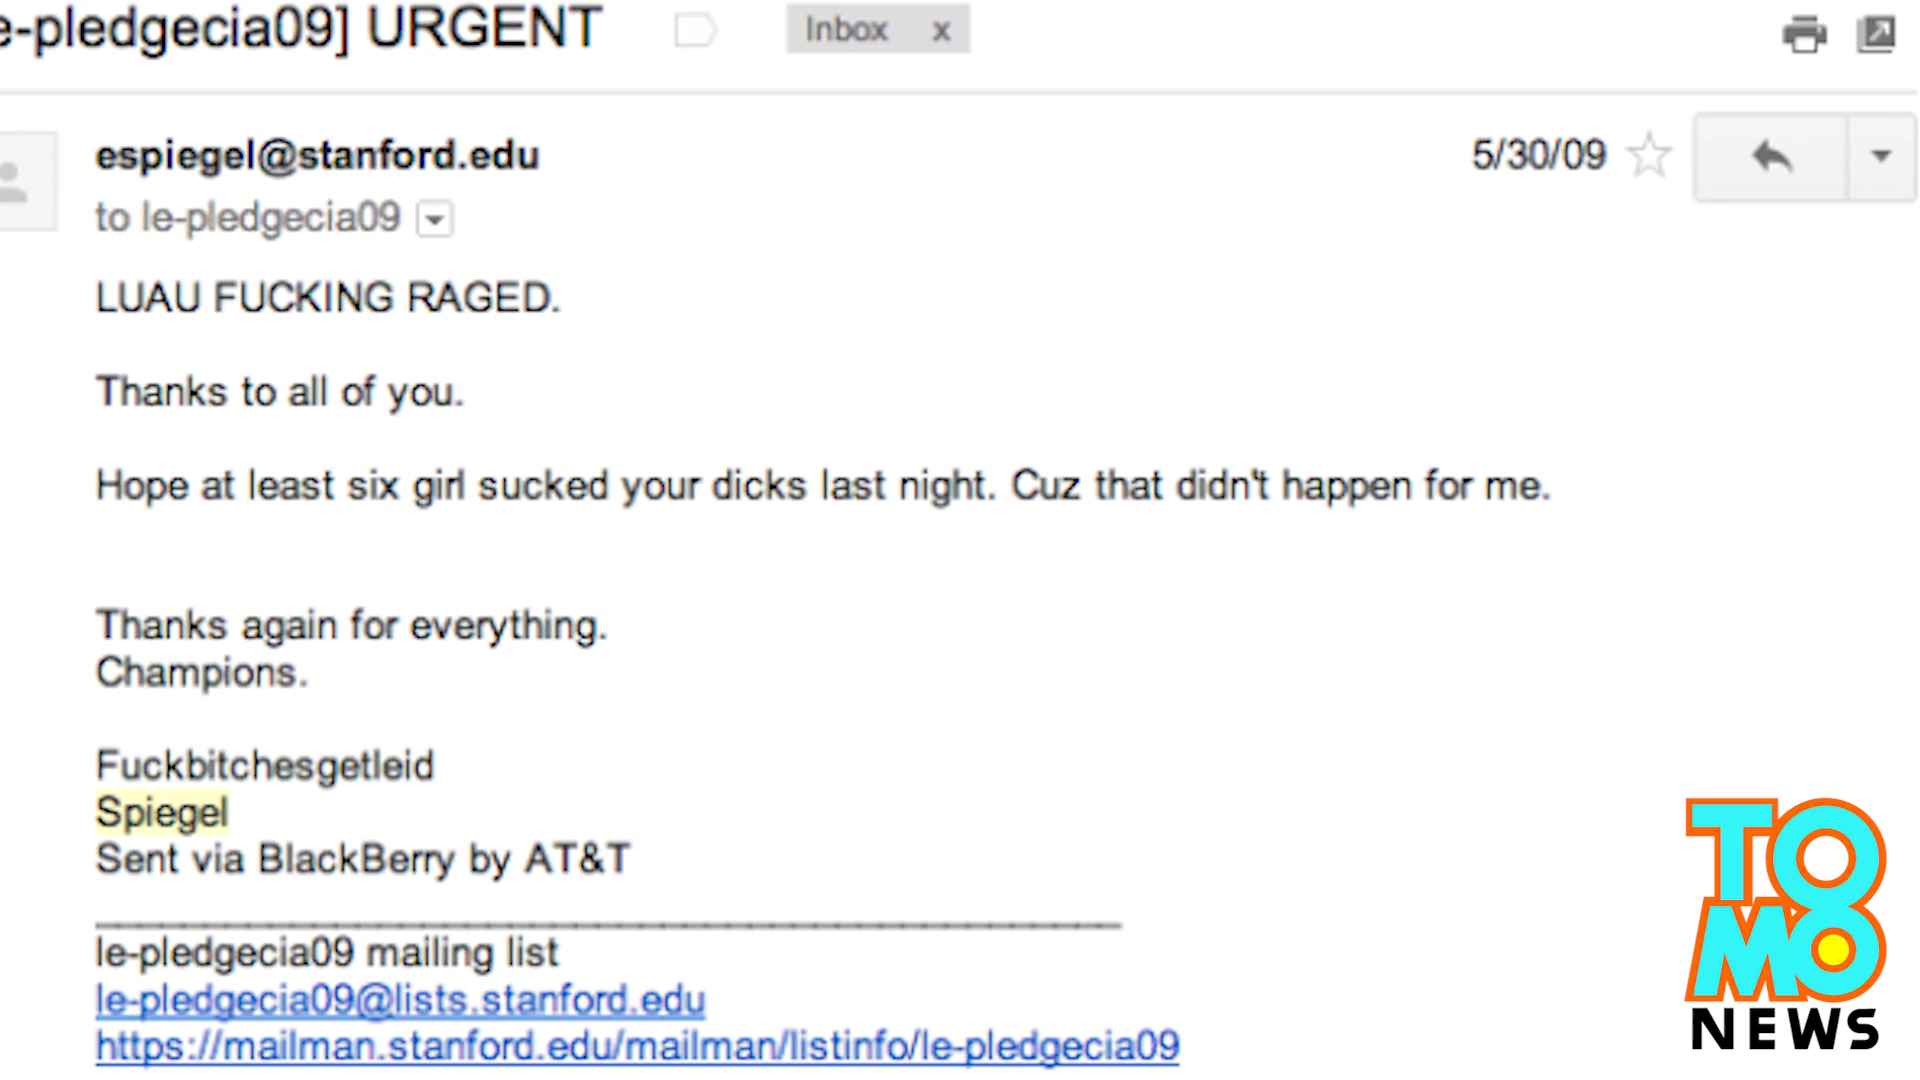 e-pledgecia09] URGENT
Inbox x
espiegel@stanford.edu
5/30/09
to le-pledgecia09
LUAU FUCKING RAGED.
Thanks to all of you.
Hope at least six girl sucked your dicks last night. Cuz that didn't happen for me.
Thanks again for everything.
Champions.
Fuckbitchesgetleid
Spiegel
Sent via BlackBerry by AT&T
le-pledgecia09 mailing list
le-pledgecia09@lists.stanford.edu
https://mailman.stanford.edu/mailman/listinfo/le-pledgecia09
TOMO
NEWS